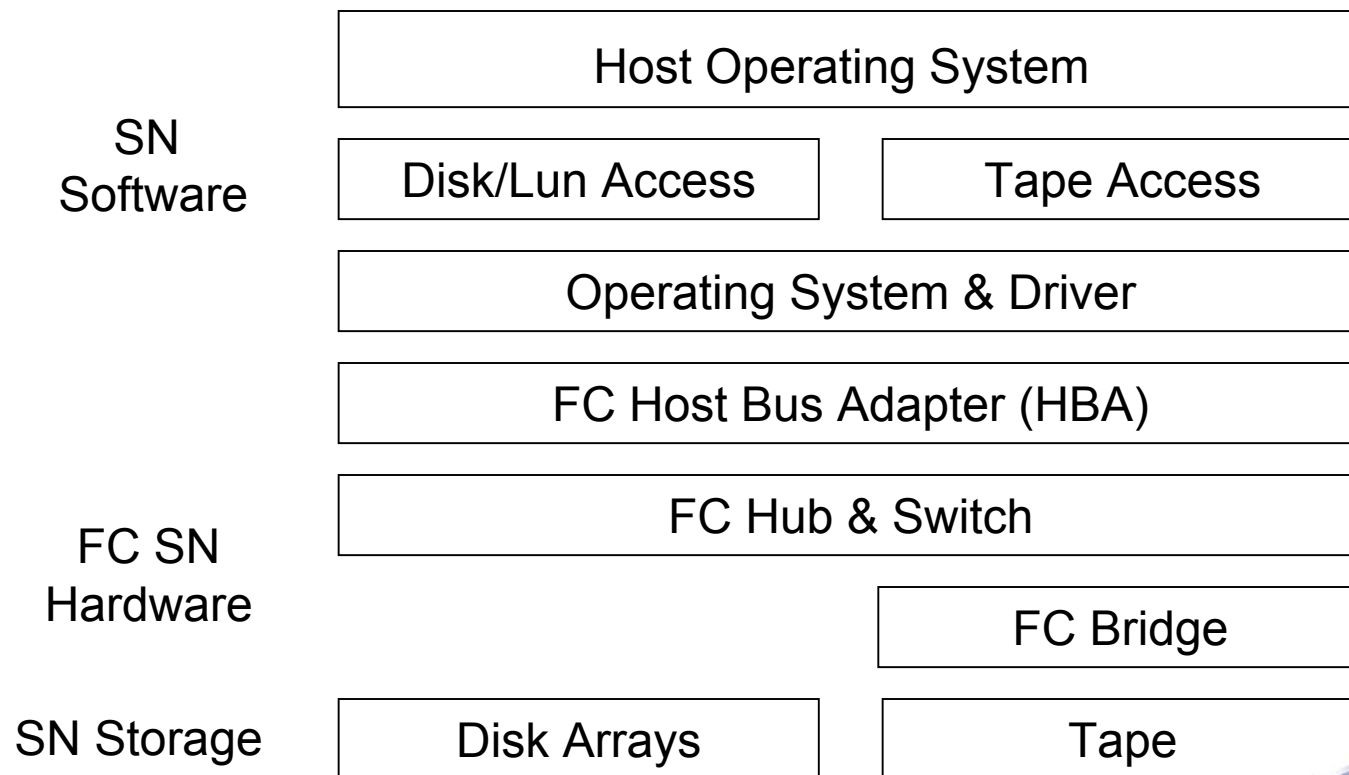 Host Operating System
SN
Software
Disk/Lun Access
Tape Access
Operating System & Driver
FC Host Bus Adapter (HBA)
FC Hub & Switch
FC SN
Hardware
FC Bridge
SN Storage
Disk Arrays
Tape